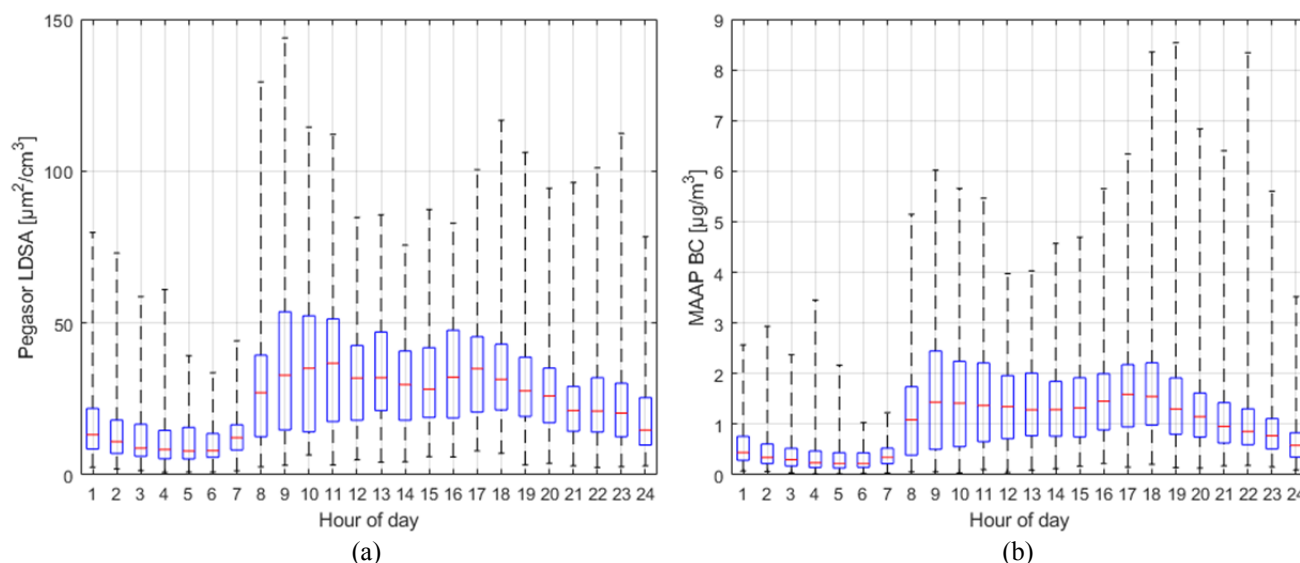 150
100
50
0
Pegasor LDSA [µm²/cm³]
1 2 3 4 5 6 7 8 9 10 11 12 13 14 15 16 17 18 19 20 21 22 23 24
Hour of day
(a)
9
8
7
6
5
4
3
2
1
0
MAAP BC [µg/m³]
1 2 3 4 5 6 7 8 9 10 11 12 13 14 15 16 17 18 19 20 21 22 23 24
Hour of day
(b)